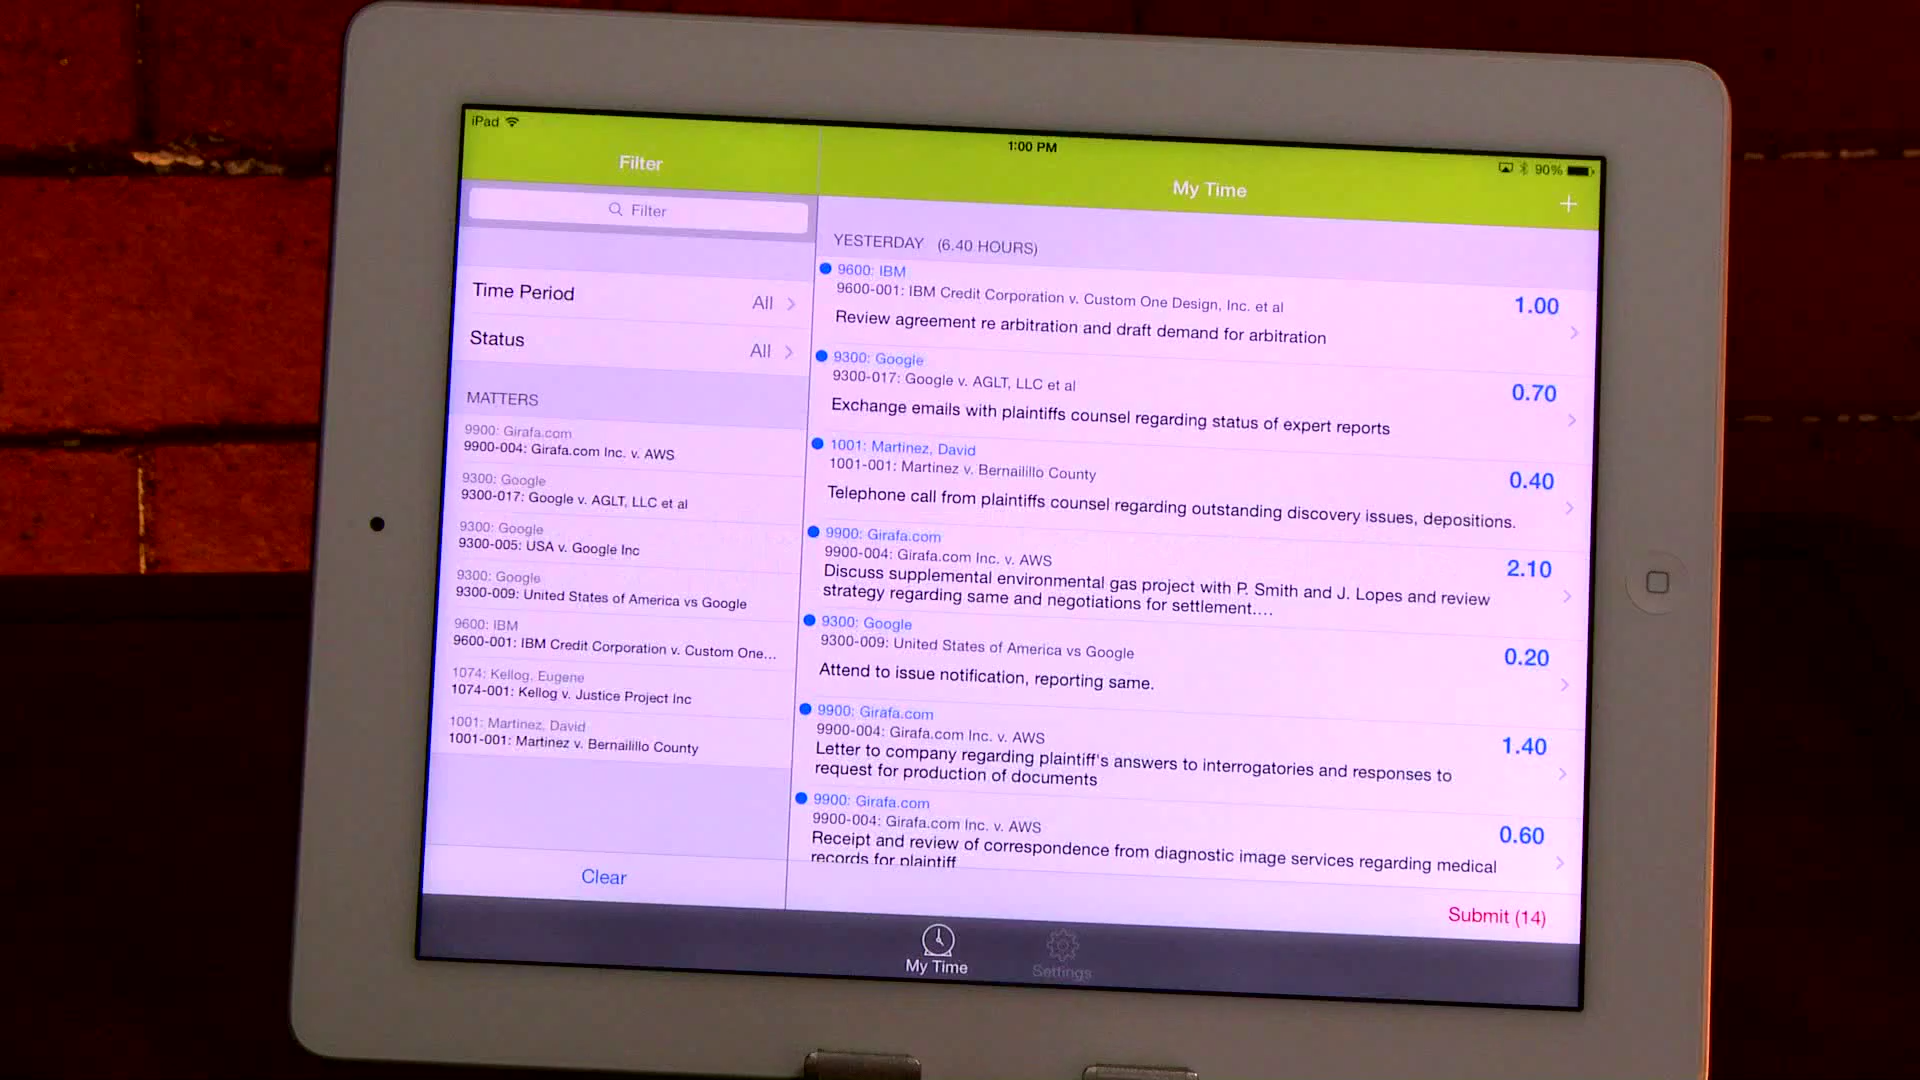 iPad
1:00 PM
90%
Filter
My Time
+
Filter
Time Period
All
Status
All
MATTERS
9900: Girafa.com
9900-004: Girafa.com Inc. v. AWS
9300: Google
9300-017: Google v. AGLT, LLC et al
9300: Google
9300-005: USA v. Google Inc
9300: Google
9300-009: United States of America vs Google
9600: IBM
9600-001: IBM Credit Corporation v. Custom One...
1074: Kellog, Eugene
1074-001: Kellog v. Justice Project Inc
1001: Martinez, David
1001-001: Martinez v. Bernailillo County
Clear
YESTERDAY (6.40 HOURS)
9600: IBM
9600-001: IBM Credit Corporation v. Custom One Design, Inc. et al
1.00
Review agreement re arbitration and draft demand for arbitration
9300: Google
9300-017: Google v. AGLT, LLC et al
0.70
Exchange emails with plaintiffs counsel regarding status of expert reports
1001: Martinez, David
1001-001: Martinez v. Bernailillo County
0.40
Telephone call from plaintiffs counsel regarding outstanding discovery issues, depositions.
9900: Girafa.com
9900-004: Girafa.com Inc. v. AWS
2.10
Discuss supplemental environmental gas project with P. Smith and J. Lopes and review
strategy regarding same and negotiations for settlement....
9300: Google
9300-009: United States of America vs Google
0.20
Attend to issue notification, reporting same.
9900: Girafa.com
9900-004: Girafa.com Inc. v. AWS
1.40
Letter to company regarding plaintiff's answers to interrogatories and responses to
request for production of documents
9900: Girafa.com
9900-004: Girafa.com Inc. v. AWS
0.60
Receipt and review of correspondence from diagnostic image services regarding medical
records for plaintiff
Submit (14)
My Time
Settings